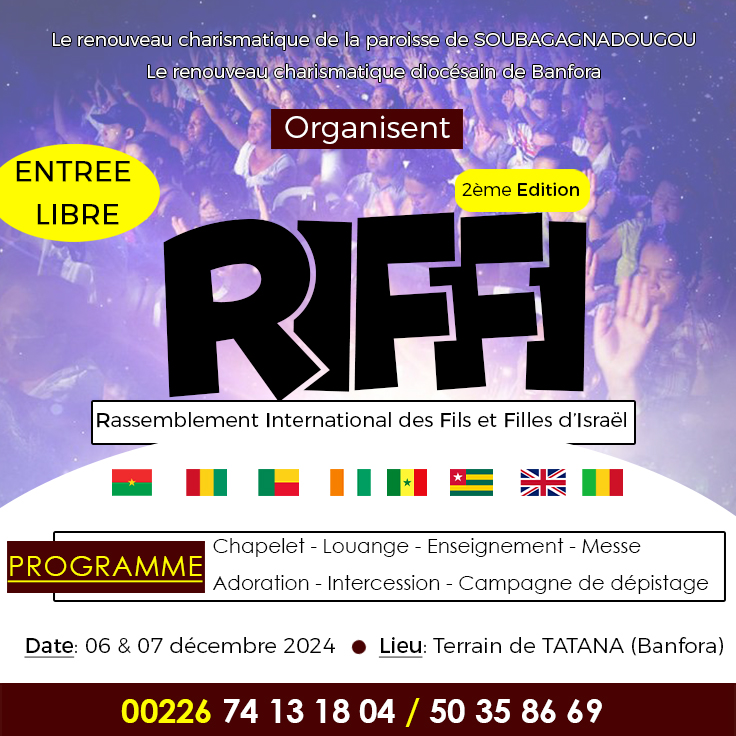 Le renouveau charismatique de la paroisse de SOUBAGAGNADOUGOU
Le renouveau charismatique diocésain de Banfora
Organisent
ENTREE
LIBRE
2ème Edition
RIFFI
Rassemblement International des Fils et Filles d'Israël
PROGRAMME
Chapelet - Louange - Enseignement - Messe
Adoration - Intercession - Campagne de dépistage
Date: 06 & 07 décembre 2024 ● Lieu: Terrain de TATANA (Banfora)
00226 74 13 18 04 / 50 35 86 69